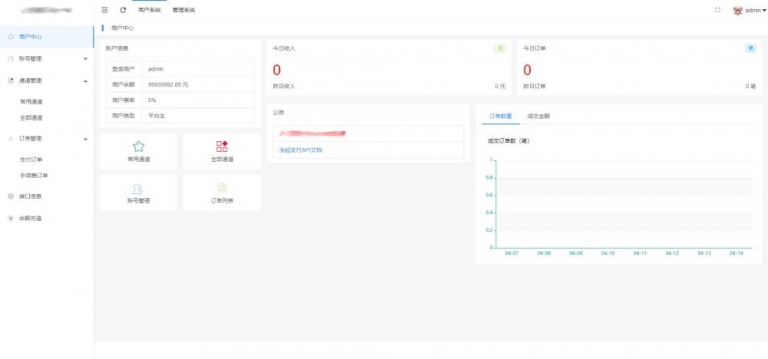 商户系统 管理系统
admin
商户中心
商户中心
账号管理
通道管理
常用通道
全部通道
订单管理
支付订单
手续费订单
接口信息
余额充值
账户信息
登录商户 admin
商户余额 99939982.89 元
商户费率 0%
商户类型 平台主
常用通道
全部通道
账号管理
订单列表
今日收入 元
0
昨日收入 0 元
今日订单 笔
0
昨日订单 0 笔
公告
发起支付API文档
订单数量 成交金额
成交订单数（笔）
1
0.8
0.6
0.4
0.2
0
04-07 04-08 04-09 04-10 04-11 04-12 04-13 04-14